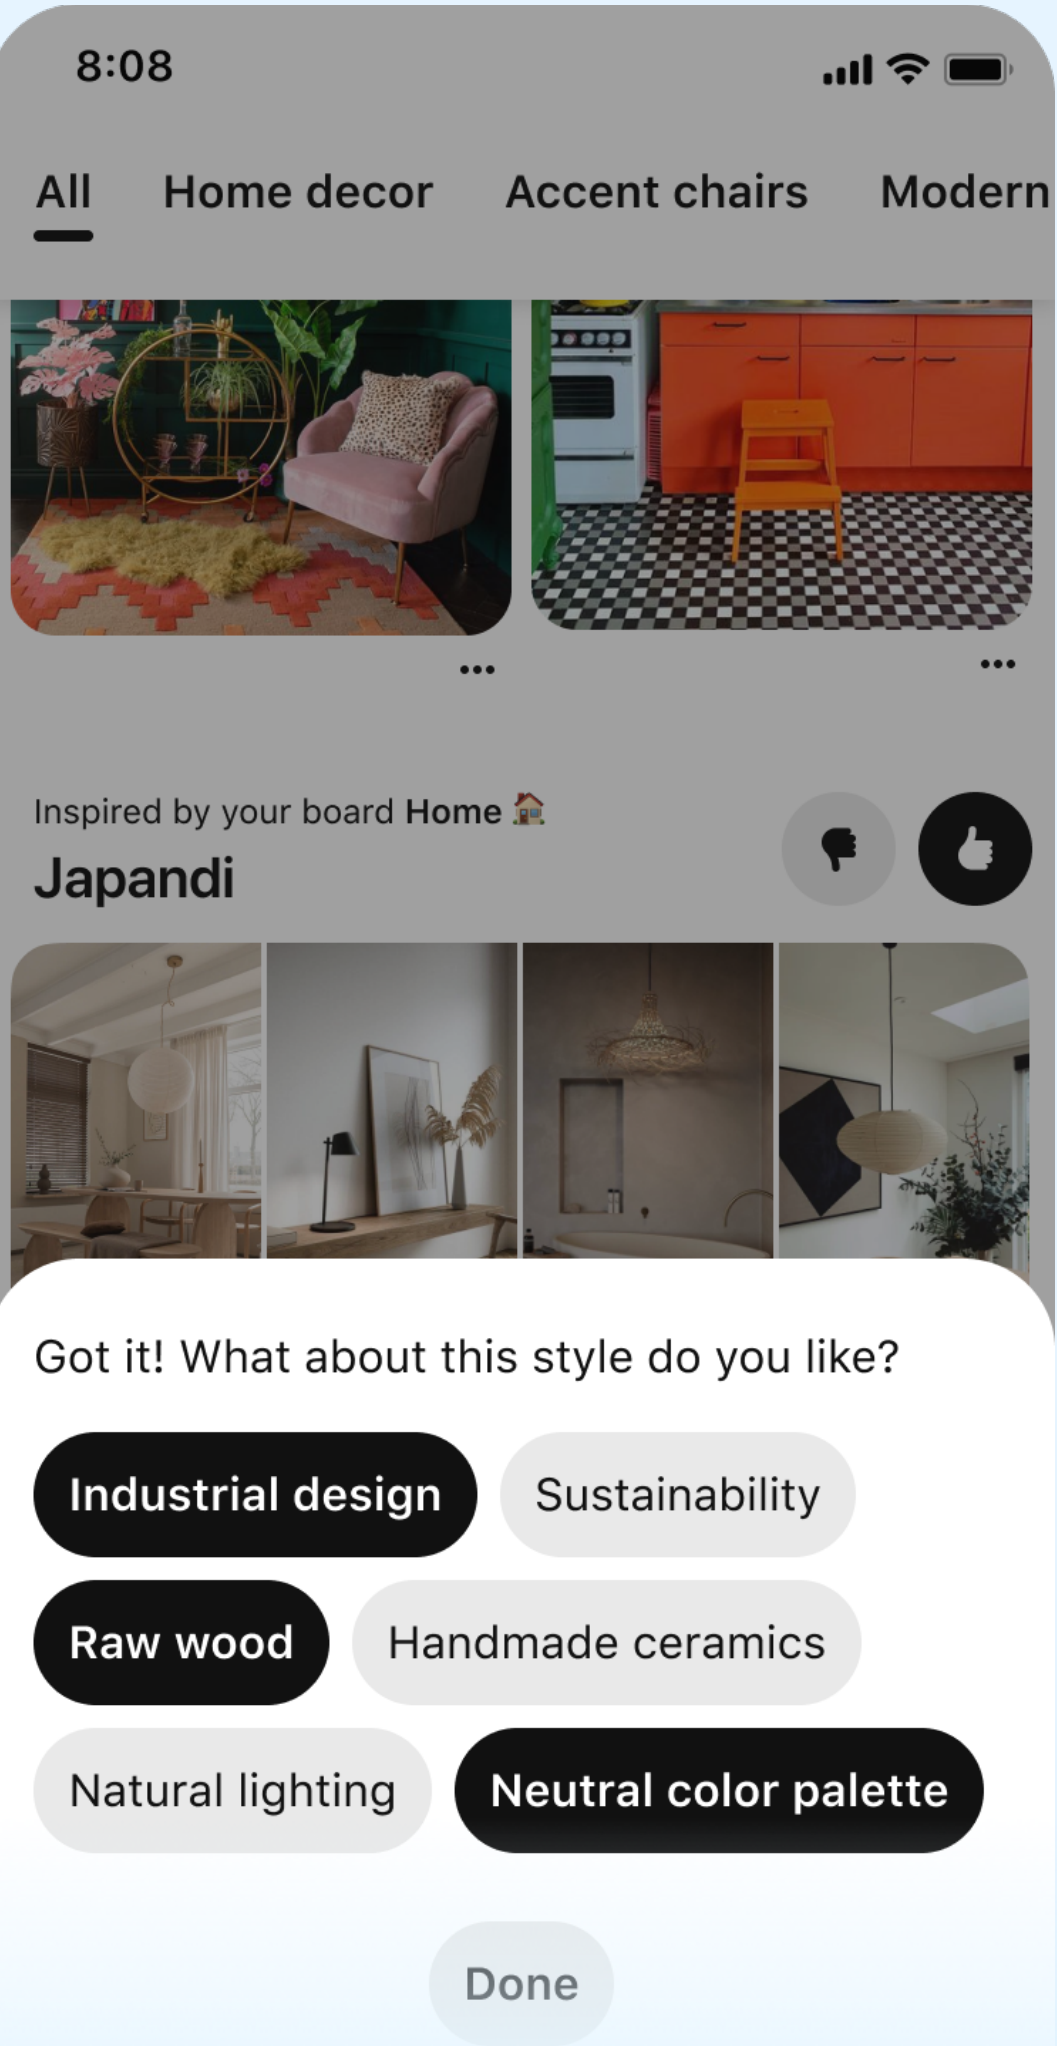 8:08
All Home decor Accent chairs Modern
Inspired by your board Home 🏠
Japandi
Got it! What about this style do you like?
Industrial design Sustainability
Raw wood Handmade ceramics
Natural lighting Neutral color palette
Done